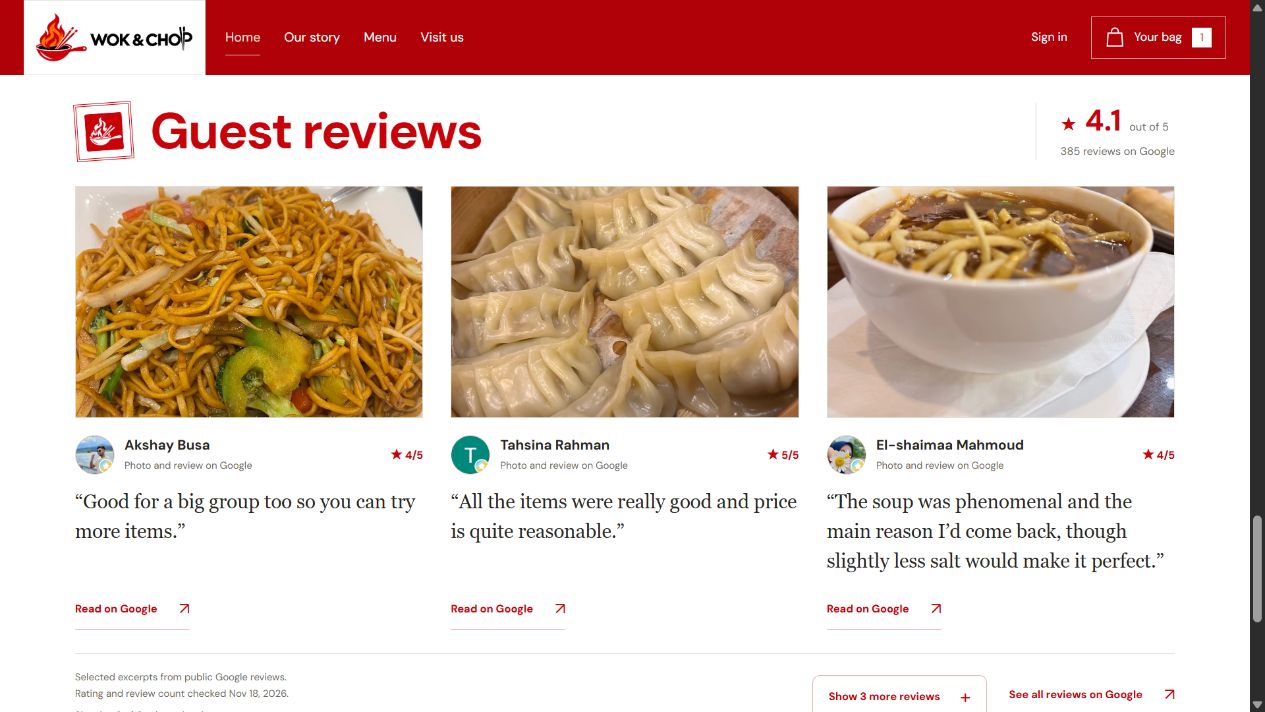 WOK & CHOP
Home
Our story
Menu
Visit us
Sign in
Your bag 1
Guest reviews
★ 4.1 out of 5
385 reviews on Google
Akshay Busa
Photo and review on Google
★ 4/5
“Good for a big group too so you can try
more items.”
Read on Google
T
Tahsina Rahman
Photo and review on Google
★ 5/5
“All the items were really good and price
is quite reasonable.”
Read on Google
El-shaimaa Mahmoud
Photo and review on Google
★ 4/5
“The soup was phenomenal and the
main reason I’d come back, though
slightly less salt would make it perfect.”
Read on Google
Selected excerpts from public Google reviews.
Rating and review count checked Nov 18, 2026.
Show 3 more reviews +
See all reviews on Google